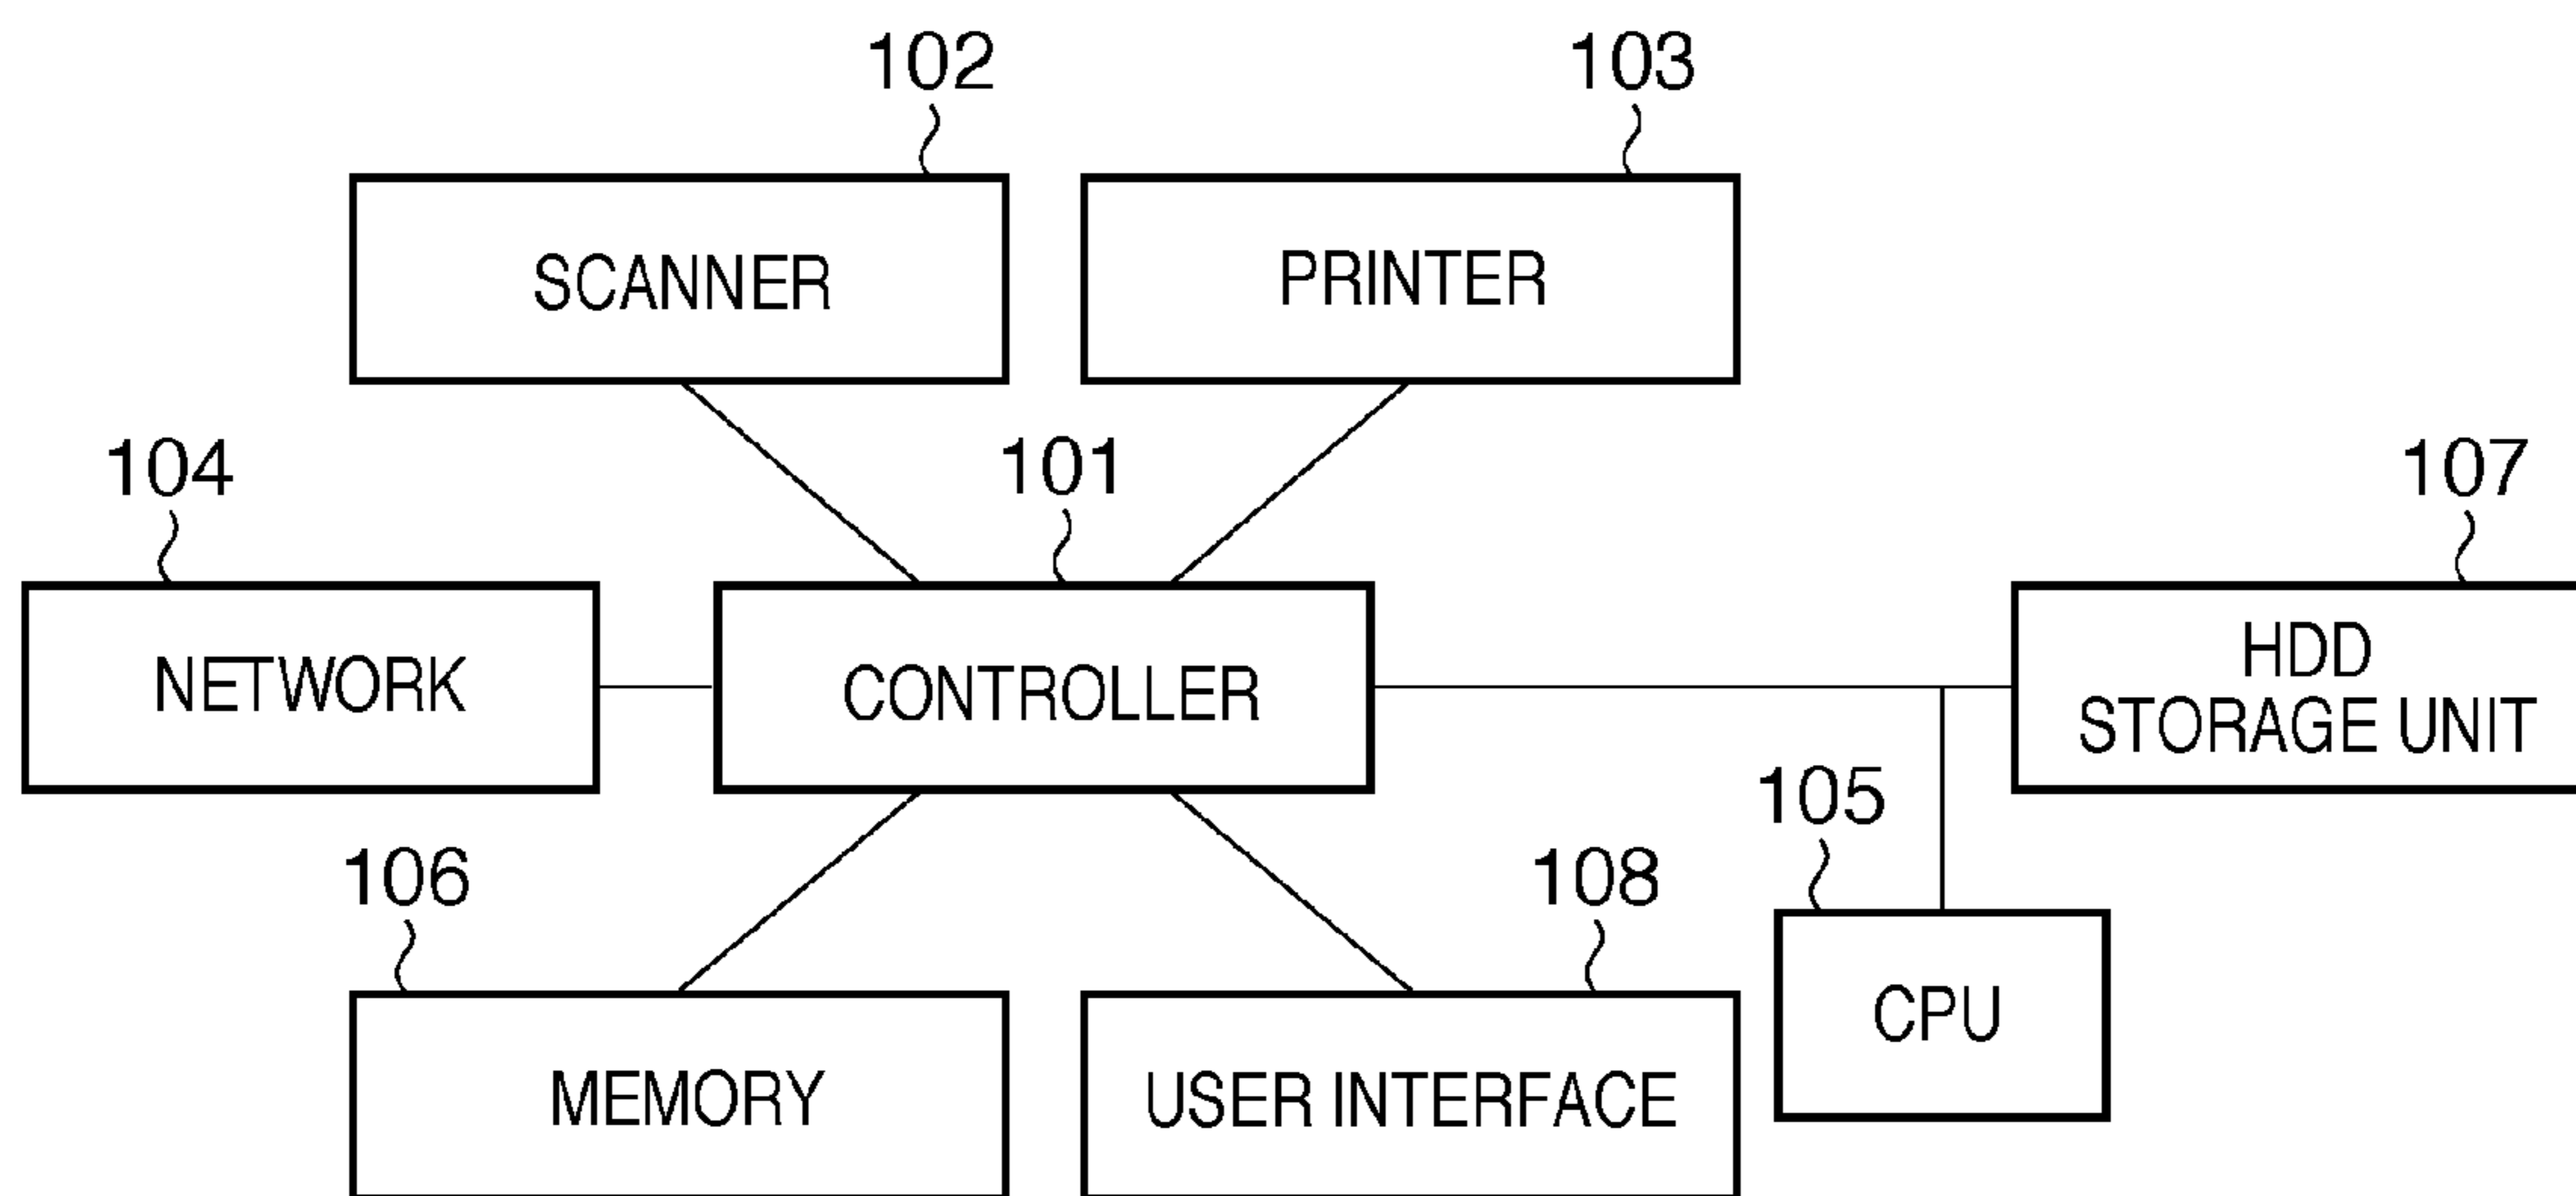 102
103
SCANNER
PRINTER
104
101
107
NETWORK
CONTROLLER
HDD
STORAGE UNIT
105
106
108
CPU
MEMORY
USER INTERFACE